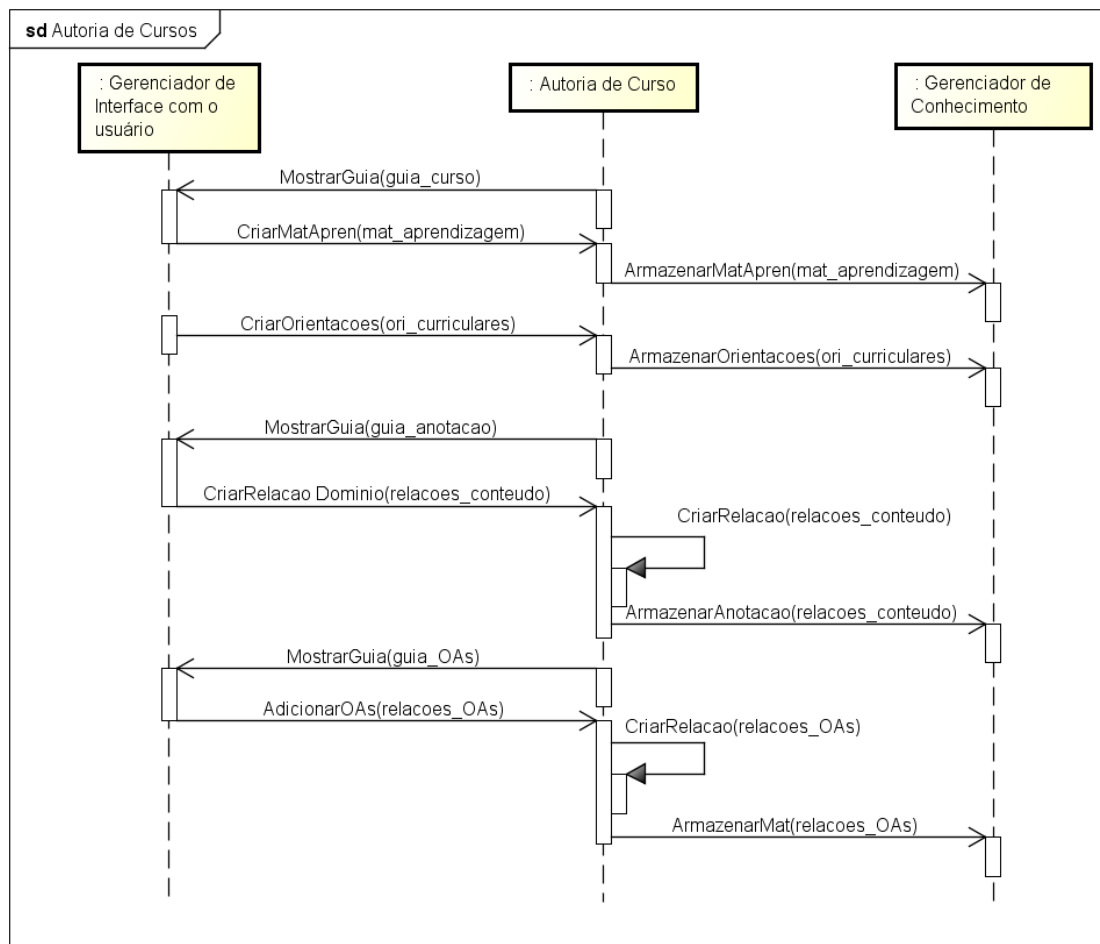 sd Autoria de Cursos
: Gerenciador de
Interface com o
usuário
: Autoria de Curso
: Gerenciador de
Conhecimento
MostrarGuia(guia_curso)
CriarMatApren(mat_aprendizagem)
ArmazenarMatApren(mat_aprendizagem)
CriarOrientacoes(ori_curriculares)
ArmazenarOrientacoes(ori_curriculares)
MostrarGuia(guia_anotacao)
CriarRelacao Dominio(relacoes_conteudo)
CriarRelacao(relacoes_conteudo)
ArmazenarAnotacao(relacoes_conteudo)
MostrarGuia(guia_OAs)
AdicionarOAs(relacoes_OAs)
CriarRelacao(relacoes_OAs)
ArmazenarMat(relacoes_OAs)